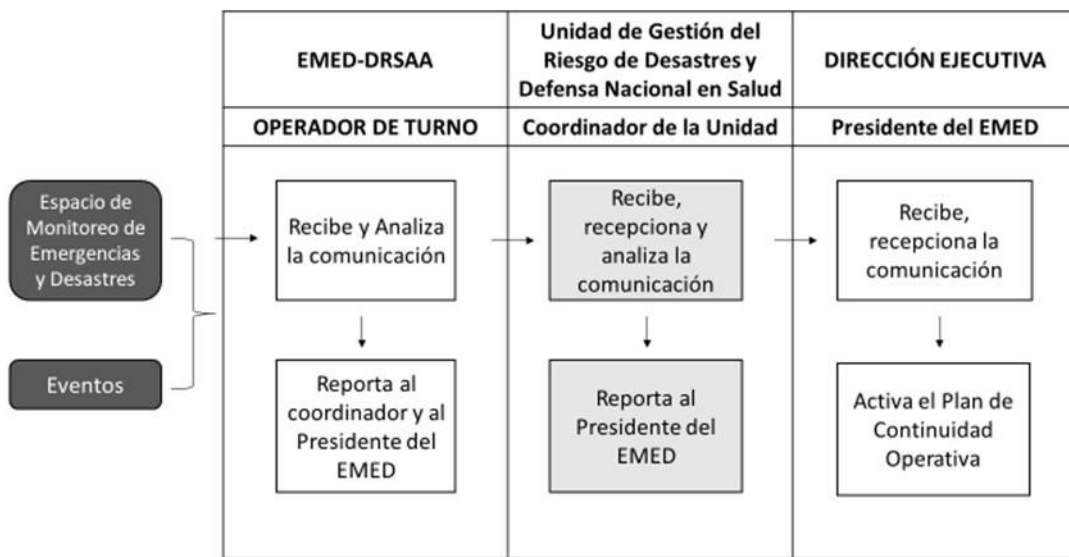 EMED-DRSAA
Unidad de Gestión del
Riesgo de Desastres y
Defensa Nacional en Salud
DIRECCIÓN EJECUTIVA
OPERADOR DE TURNO
Coordinador de la Unidad
Presidente del EMED
Espacio de
Monitoreo de
Emergencias
y Desastres
Eventos
Recibe y Analiza
la comunicación
Recibe,
recepciona y
analiza la
comunicación
Recibe,
recepciona la
comunicación
Reporta al
coordinador y al
Presidente del
EMED
Reporta al
Presidente del
EMED
Activa el Plan de
Continuidad
Operativa